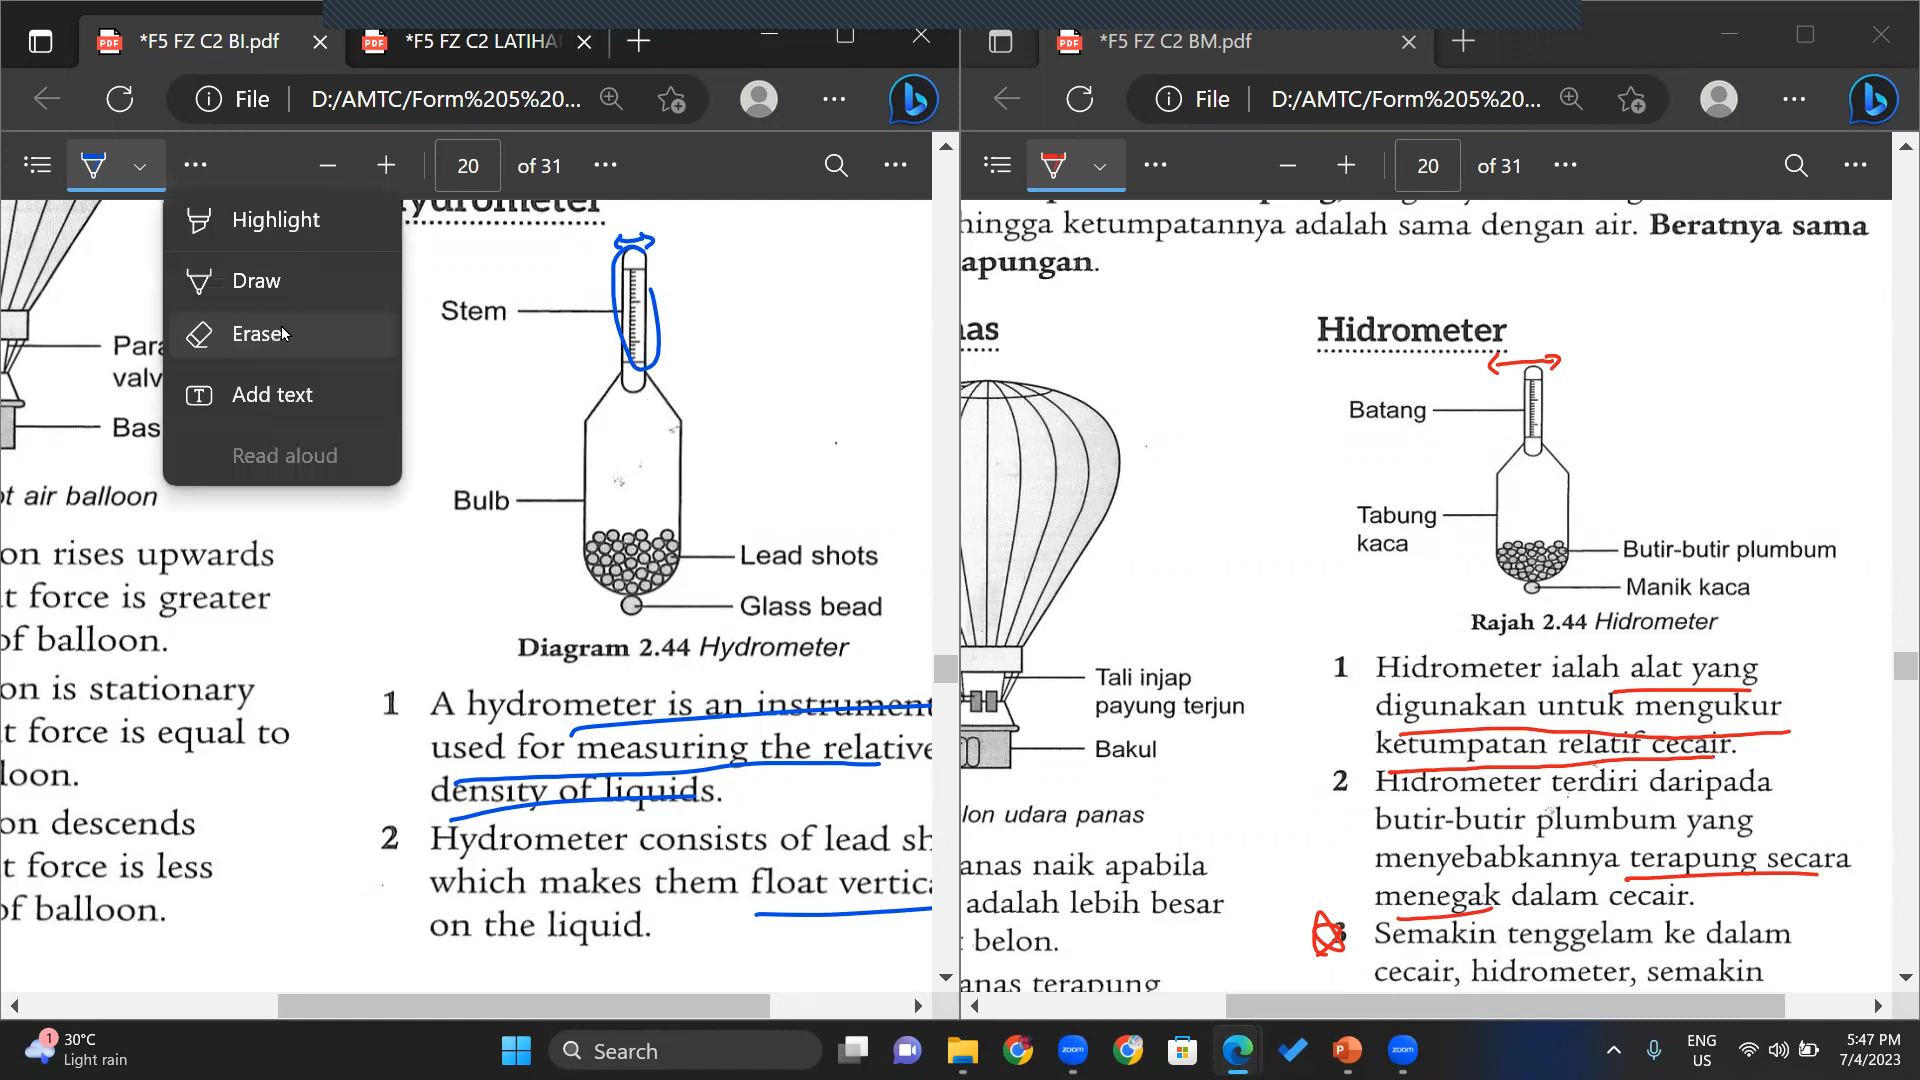 *F5 FZ C2 BI.pdf
*F5 FZ C2 LATIHA
File
D:/AMTC/Form%205%20...
20 of 31
Highlight
Draw
Erase
Add text
Read aloud
Hydrometer
Stem
Bulb
Lead shots
Glass bead
Diagram 2.44 Hydrometer
Para
valv
Bas
ot air balloon
on rises upwards
t force is greater
of balloon.
on is stationary
t force is equal to
loon.
on descends
t force is less
of balloon.
1 A hydrometer is an instrument
used for measuring the relative
density of liquids.
2 Hydrometer consists of lead sh
which makes them float vertica
on the liquid.
*F5 FZ C2 BM.pdf
File
D:/AMTC/Form%205%20...
20 of 31
hingga ketumpatannya adalah sama dengan air. Beratnya sama
apungan.
nas
Hidrometer
Batang
Tabung
kaca
Butir-butir plumbum
Manik kaca
Rajah 2.44 Hidrometer
Tali injap
payung terjun
Bakul
lon udara panas
anas naik apabila
adalah lebih besar
belon.
anas terapung
1 Hidrometer ialah alat yang
digunakan untuk mengukur
ketumpatan relatif cecair.
2 Hidrometer terdiri daripada
butir-butir plumbum yang
menyebabkannya terapung secara
menegak dalam cecair.
3 Semakin tenggelam ke dalam
cecair, hidrometer, semakin
1
30°C
Light rain
Search
zoom
zoom
ENG
US
5:47 PM
7/4/2023